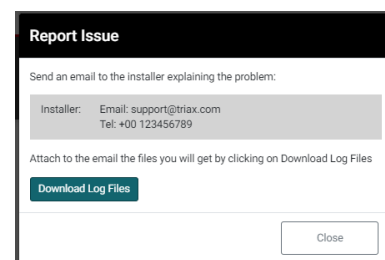 Report Issue
Send an email to the installer explaining the problem:
Installer: Email: support@triax.com
Tel: +00 123456789
Attach to the email the files you will get by clicking on Download Log Files
Download Log Files
Close